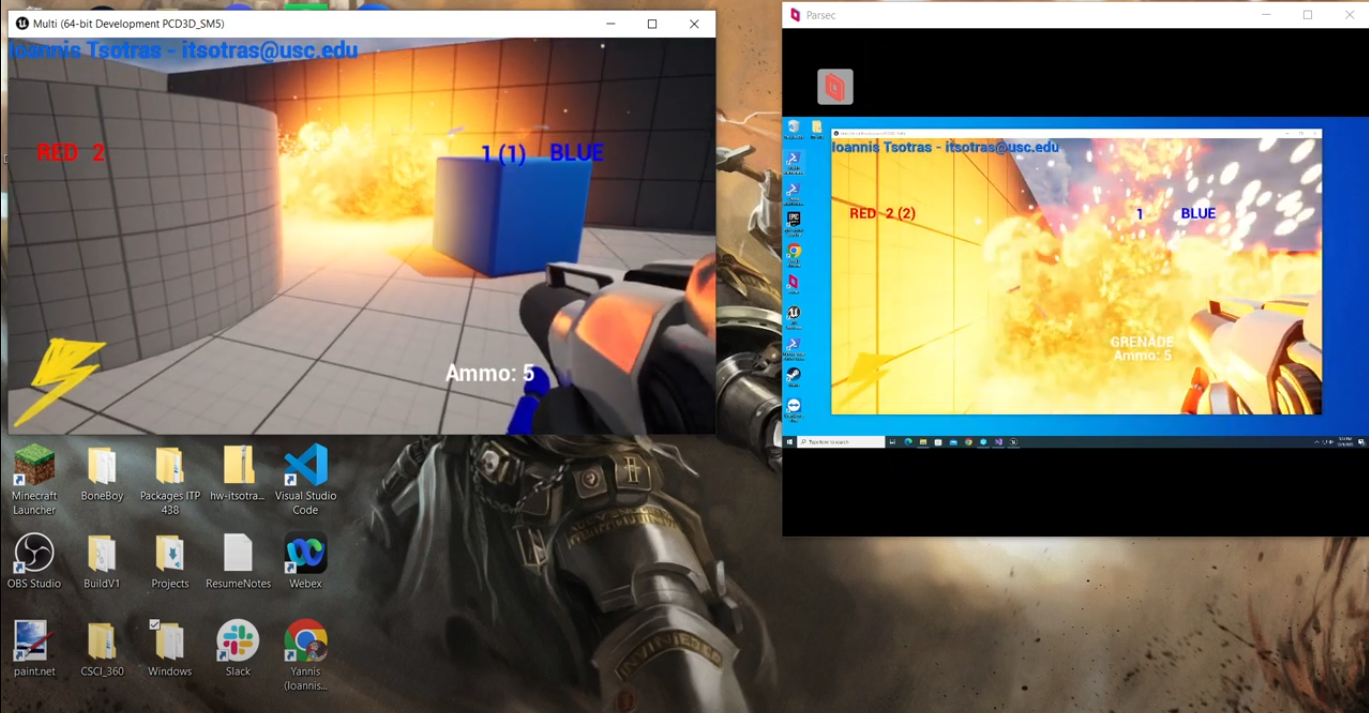 Multi (64-bit Development PCD3D_SM5)
Ioannis Tsotras - itsotras@usc.edu
RED 2
1 (1) BLUE
Ammo: 5
Parsec
Ioannis Tsotras - itsotras@usc.edu
RED 2 (2)
1 BLUE
GRENADE
Ammo: 5
Type here to search
Minecraft
Launcher
BoneBoy
Packages ITP
438
hw-itsotra...
Visual Studio
Code
OBS Studio
BuildV1
Projects
ResumeNotes
Webex
paint.net
CSCI_360
Windows
Slack
Yannis
(Ioannis...